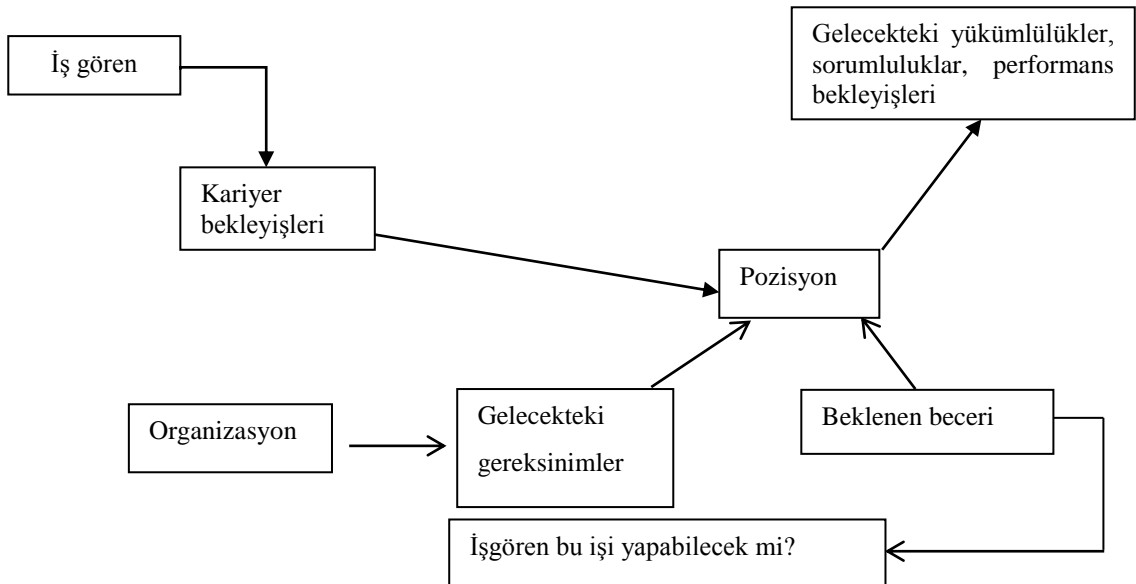 Gelecekteki yükümlülükler,
sorumluluklar, performans
bekleyişleri
İş gören
Kariyer
bekleyişleri
Pozisyon
Organizasyon
Gelecekteki
gereksinimler
Beklenen beceri
İşgören bu işi yapabilecek mi?